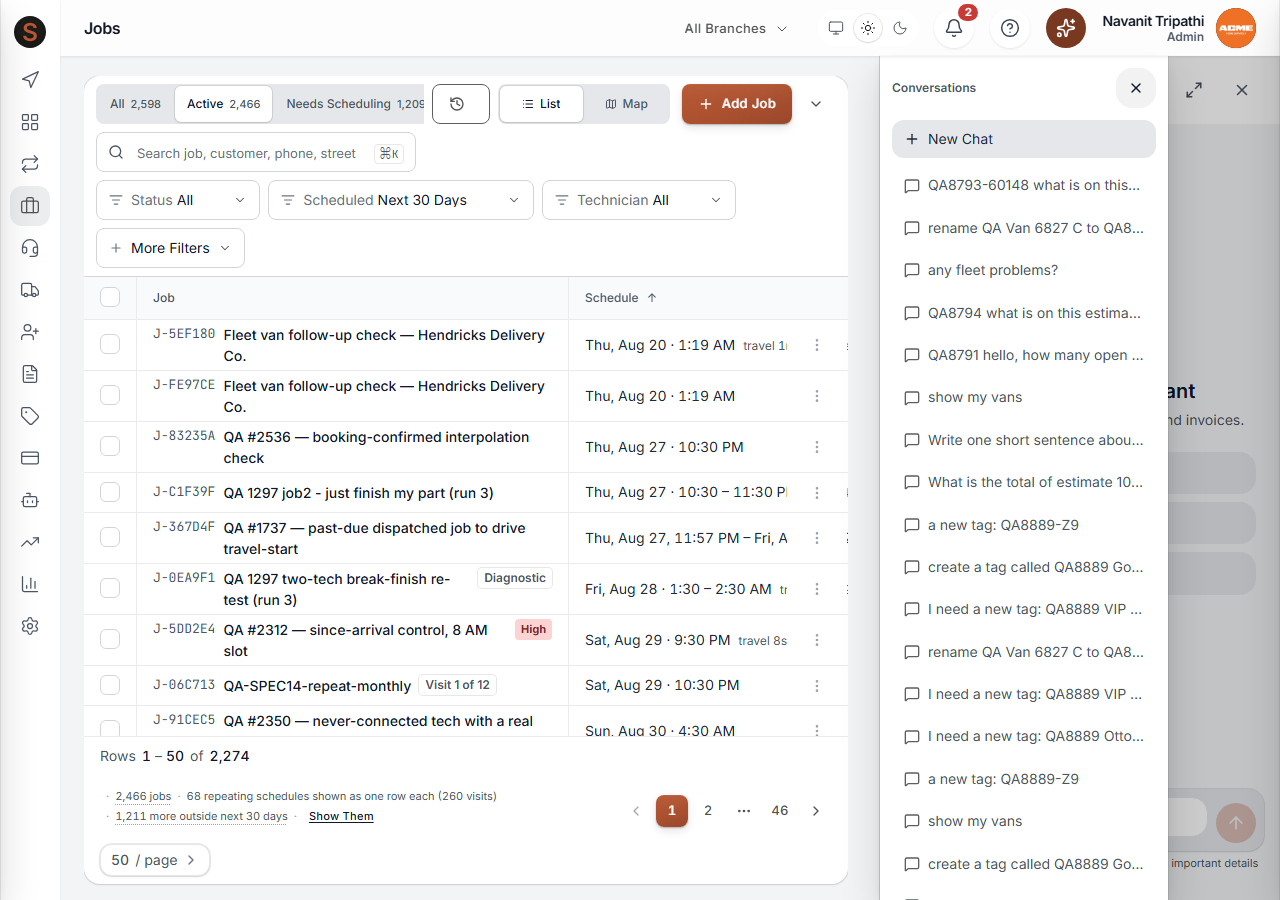 S
Jobs
All Branches
2
Navanit Tripathi
Admin
ACME
All 2,598
Active 2,466
Needs Scheduling 1,209
List
Map
Add Job
Search job, customer, phone, street
⌘K
Status All
Scheduled Next 30 Days
Technician All
More Filters
Job
Schedule
J-5EF180 Fleet van follow-up check — Hendricks Delivery
Co.
Thu, Aug 20 · 1:19 AM travel
J-FE97CE Fleet van follow-up check — Hendricks Delivery
Co.
Thu, Aug 20 · 1:19 AM
J-83235A QA #2536 — booking-confirmed interpolation
check
Thu, Aug 27 · 10:30 PM
J-C1F39F QA 1297 job2 - just finish my part (run 3)
Thu, Aug 27 · 10:30 – 11:30
J-367D4F QA #1737 — past-due dispatched job to drive
travel-start
Thu, Aug 27, 11:57 PM – Fri,
J-0EA9F1 QA 1297 two-tech break-finish re-
test (run 3)
Diagnostic
Fri, Aug 28 · 1:30 – 2:30 AM
J-5DD2E4 QA #2312 — since-arrival control, 8 AM
slot
High
Sat, Aug 29 · 9:30 PM travel 8s
J-06C713 QA-SPEC14-repeat-monthly
Visit 1 of 12
Sat, Aug 29 · 10:30 PM
J-91CEC5 QA #2350 — never-connected tech with a real
Sun, Aug 30 · 4:30 AM
Rows 1 – 50 of 2,274
· 2,466 jobs · 68 repeating schedules shown as one row each (260 visits)
· 1,211 more outside next 30 days · Show Them
1 2 ··· 46
50 / page
Conversations
New Chat
QA8793-60148 what is on this...
rename QA Van 6827 C to QA8...
any fleet problems?
QA8794 what is on this estima...
QA8791 hello, how many open ...
show my vans
Write one short sentence abou...
What is the total of estimate 10...
a new tag: QA8889-Z9
create a tag called QA8889 Go...
I need a new tag: QA8889 VIP ...
rename QA Van 6827 C to QA8...
I need a new tag: QA8889 VIP ...
I need a new tag: QA8889 Otto...
a new tag: QA8889-Z9
show my vans
create a tag called QA8889 Go...
ant
nd invoices.
important details